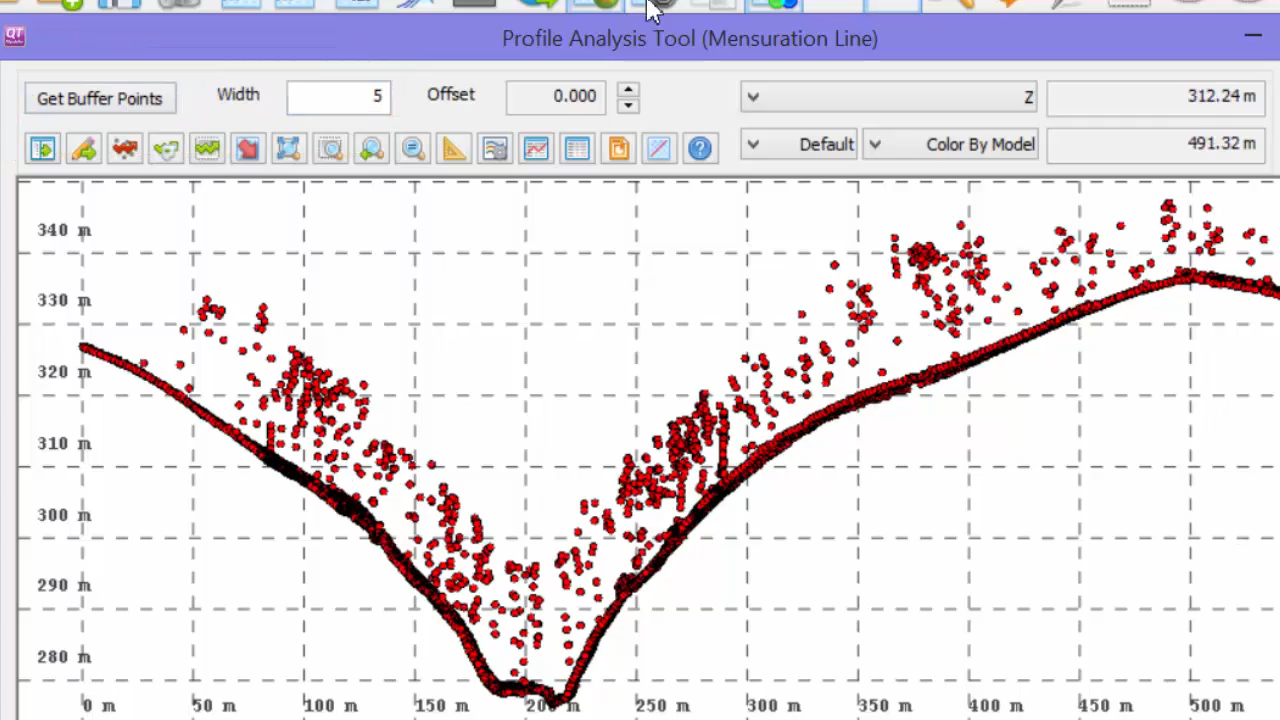 QT
Profile Analysis Tool (Mensuration Line)
Get Buffer Points Width 5 Offset 0.000 Z 312.24 m
Default Color By Model 491.32 m
340 m
330 m
320 m
310 m
300 m
290 m
280 m
0 m 50 m 100 m 150 m 200 m 250 m 300 m 350 m 400 m 450 m 500 m